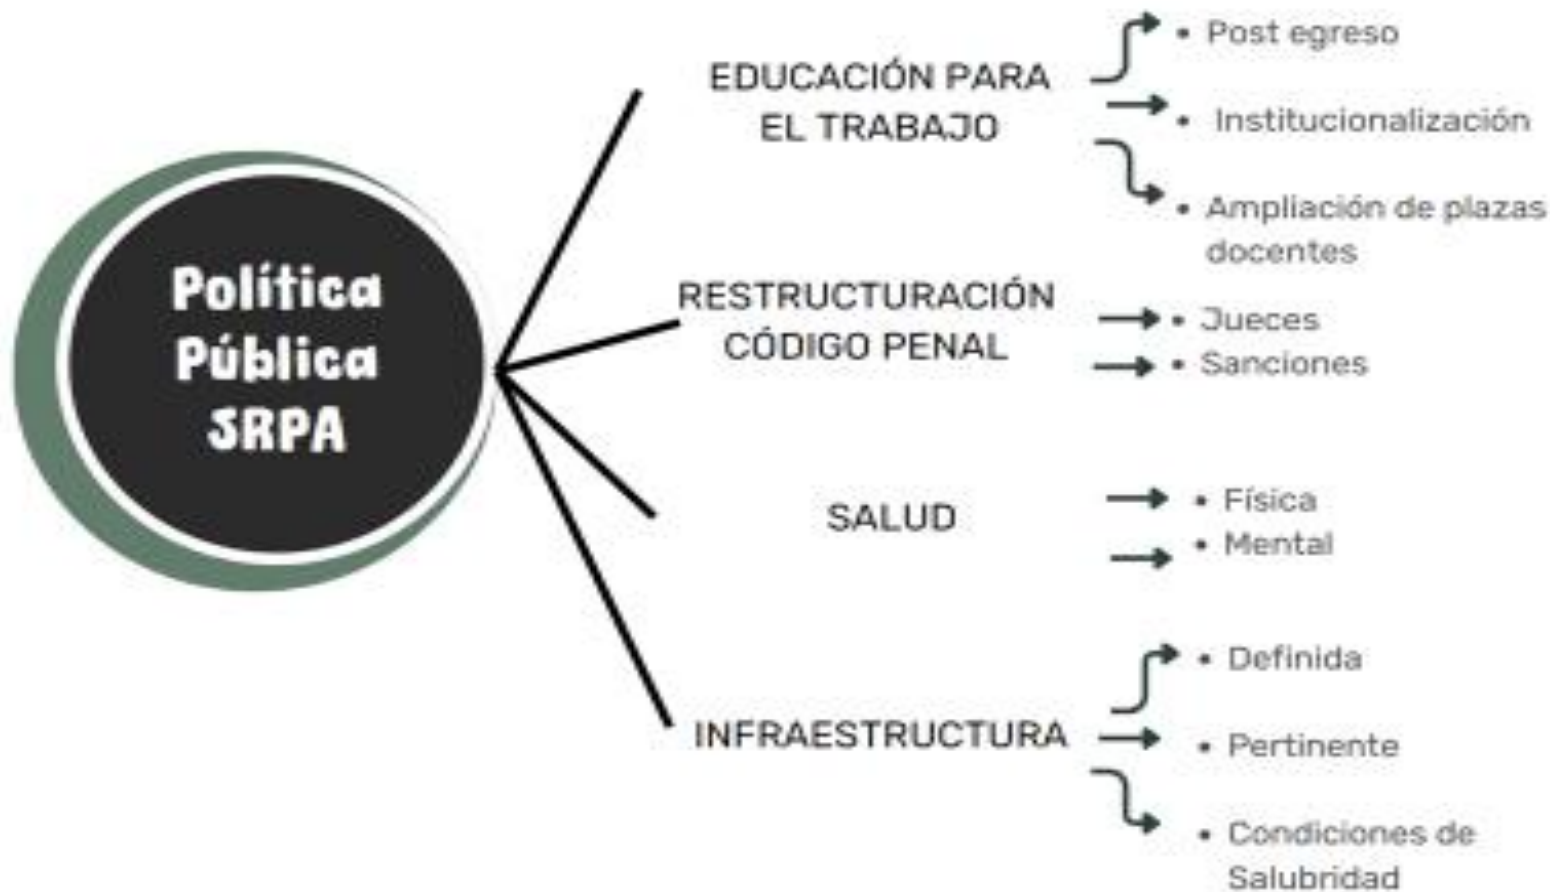 Política
Pública
SRPA
EDUCACIÓN PARA
EL TRABAJO
• Post egreso
• Institucionalización
• Ampliación de plazas
docentes
RESTRUCTURACIÓN
CÓDIGO PENAL
• Jueces
• Sanciones
SALUD
• Física
• Mental
INFRAESTRUCTURA
• Definida
• Pertinente
• Condiciones de
Salubridad